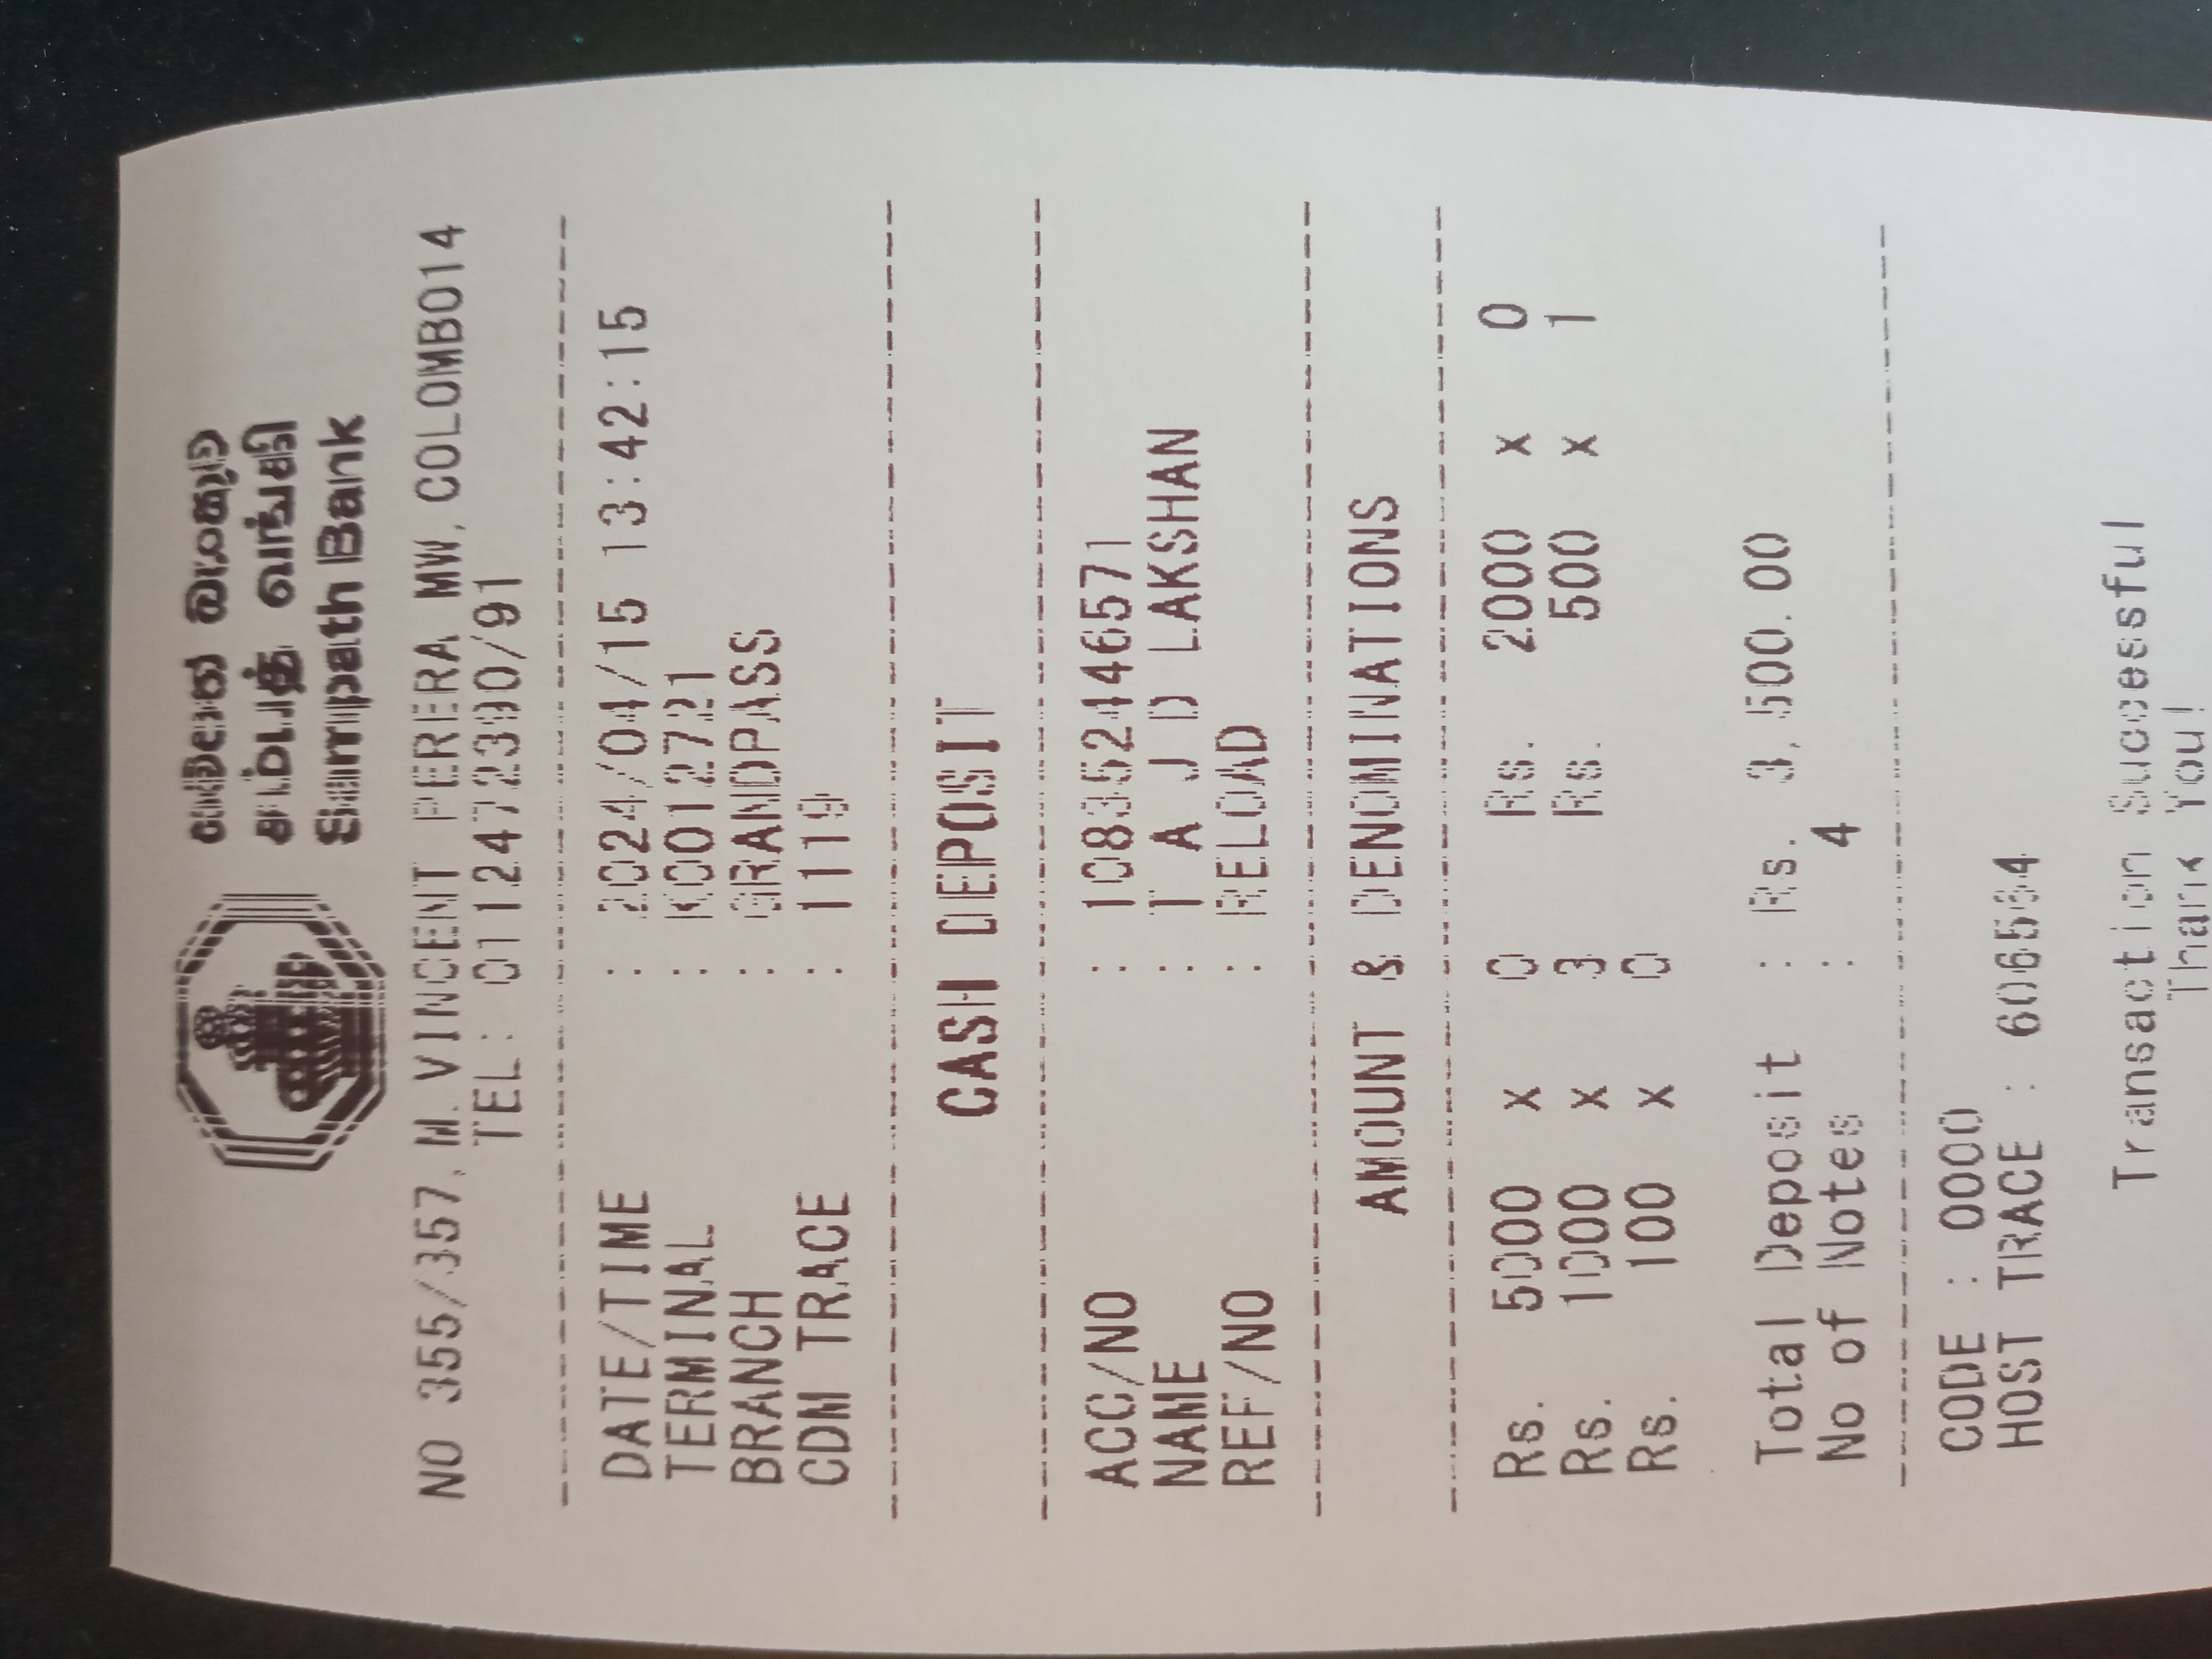 සම්පත් බැංකුව
சம்பத் வங்கி
Sampath Bank
NO 355/357, M. VINCENT PERERA MW, COLOMBO14
TEL : 0112472390/91
DATE/TIME : 2024/04/15 13:42:15
TERMINAL : K0012721
BRANCH : GRANDPASS
CDM TRACE : 1119
CASH DEPOSIT
ACC/NO : 108352446571
NAME : T A J D LAKSHAN
REF/NO : RELOAD
AMOUNT & DENOMINATIONS
Rs. 5000 x 0 Rs. 2000 x 0
Rs. 1000 x 3 Rs. 500 x 1
Rs. 100 x 0
Total Deposit : Rs. 3,500.00
No of Notes : 4
CODE : 0000
HOST TRACE :
Transaction Successful
Thank You!